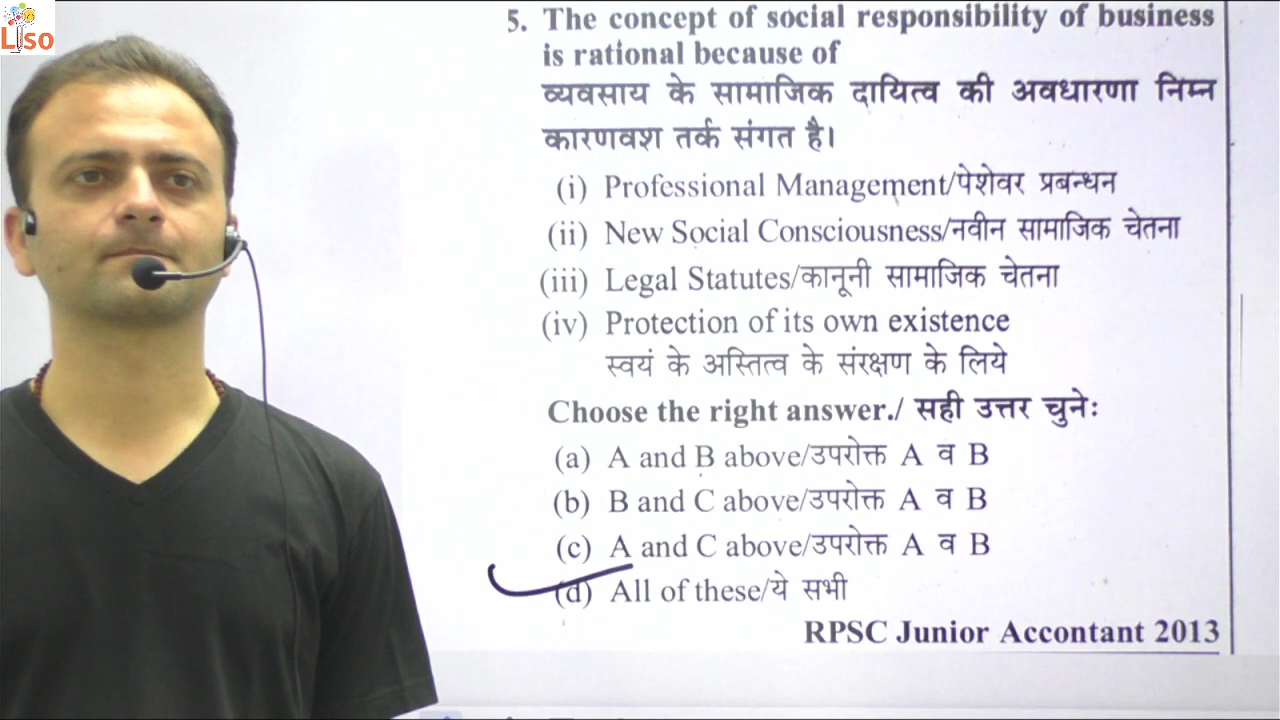 Liso
5. The concept of social responsibility of business
is rational because of
व्यवसाय के सामाजिक दायित्व की अवधारणा निम्न
कारणवश तर्क संगत है।
(i) Professional Management/पेशेवर प्रबन्धन
(ii) New Social Consciousness/नवीन सामाजिक चेतना
(iii) Legal Statutes/कानूनी सामाजिक चेतना
(iv) Protection of its own existence
स्वयं के अस्तित्व के संरक्षण के लिये
Choose the right answer./ सही उत्तर चुनेः
(a) A and B above/उपरोक्त A व B
(b) B and C above/उपरोक्त A व B
(c) A and C above/उपरोक्त A व B
(d) All of these/ये सभी
RPSC Junior Accontant 2013